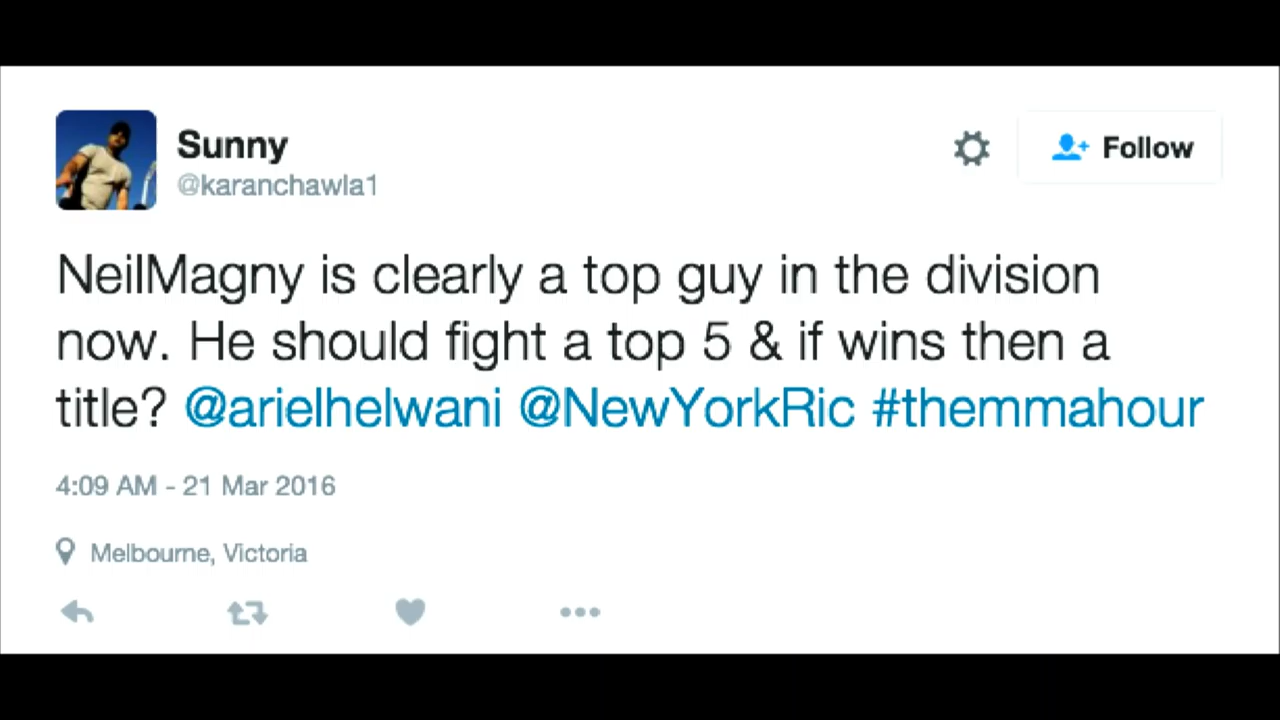 Sunny
@karanchawla1
Follow
NeilMagny is clearly a top guy in the division
now. He should fight a top 5 & if wins then a
title? @arielhelwani @NewYorkRic #themmahour
4:09 AM - 21 Mar 2016
Melbourne, Victoria